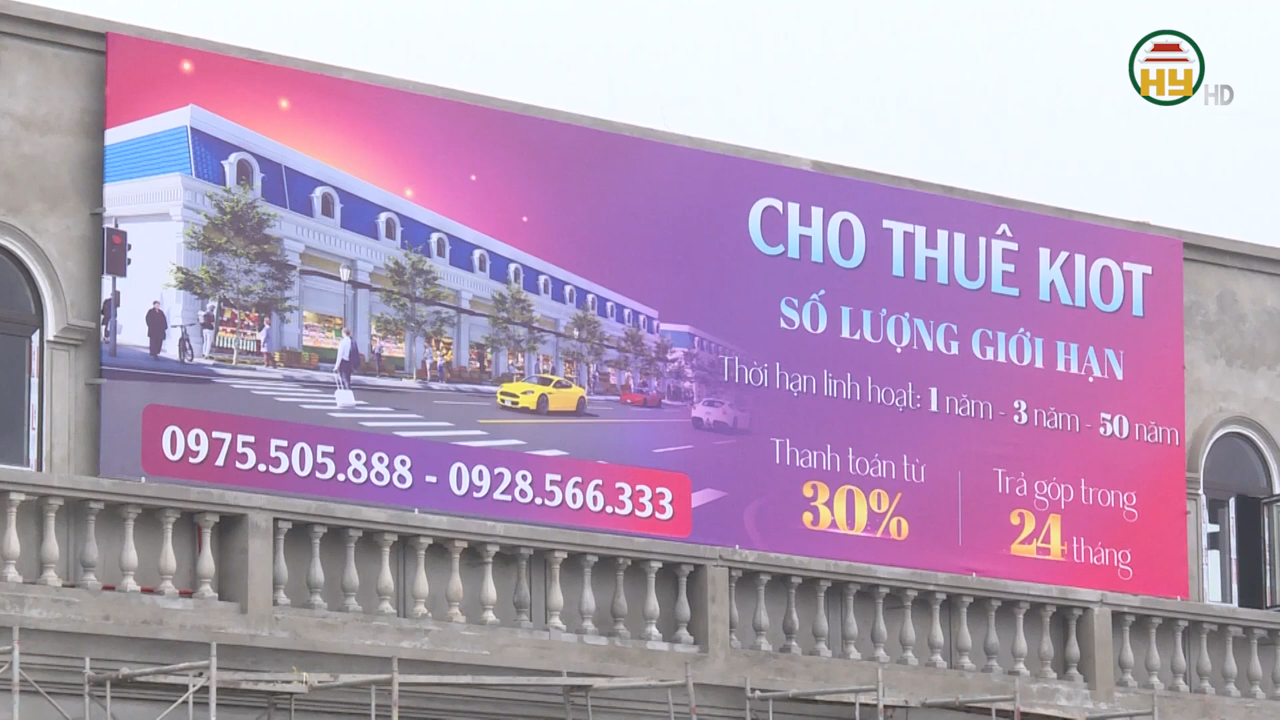 HY HD
CHO THUÊ KIOT
SỐ LƯỢNG GIỚI HẠN
Thời hạn linh hoạt: 1 năm - 3 năm - 50 năm
Thanh toán từ
30%
Trả góp trong
24 tháng
0975.505.888 - 0928.566.333